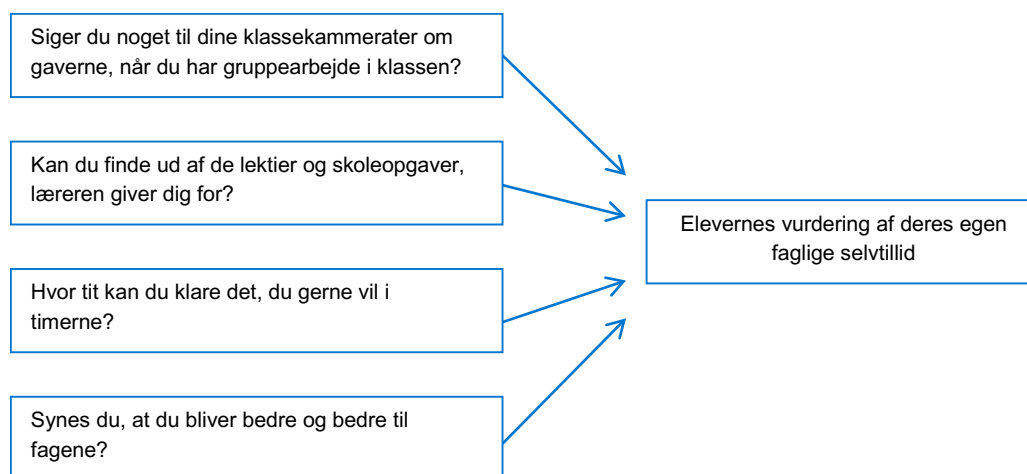 Siger du noget til dine klassekammerater om
gaverne, når du har gruppearbejde i klassen?
Kan du finde ud af de lektier og skoleopgaver,
læreren giver dig for?
Elevernes vurdering af deres egen
faglige selvtillid
Hvor tit kan du klare det, du gerne vil i
timerne?
Synes du, at du bliver bedre og bedre til
fagene?